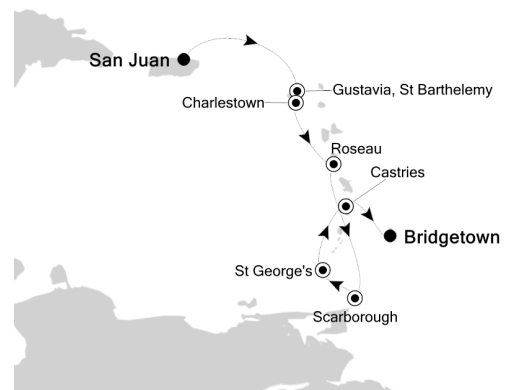 San Juan
Gustavia, St Barthelemy
Charlestown
Roseau
Castries
Bridgetown
St George's
Scarborough